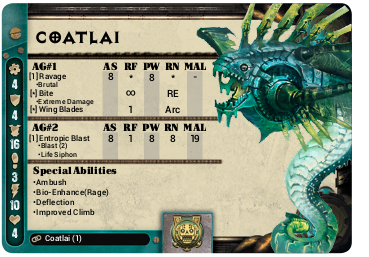 COATLAI
AG#1 AS RF PW RN MAL
[1] Ravage 8 * 8 * -
•Brutal
[•] Bite ∞ RE
•Extreme Damage
[•] Wing Blades 1 Arc
AG#2 AS RF PW RN MAL
[1] Entropic Blast 8 1 8 8 19
•Blast (2)
•Life Siphon
Special Abilities
•Ambush
•Bio-Enhance(Rage)
•Deflection
•Improved Climb
4
4
16
3
10
4
Coatlai (1)